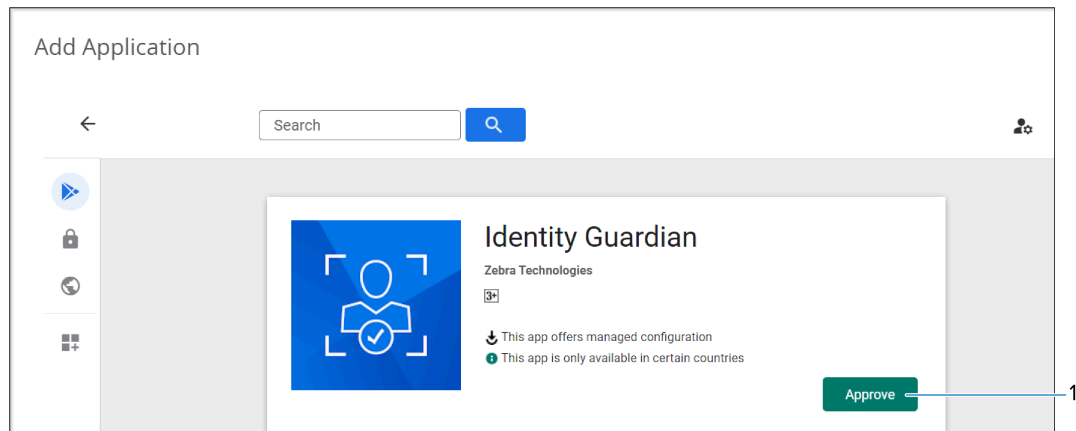 Add Application
Search
Identity Guardian
Zebra Technologies
3+
This app offers managed configuration
This app is only available in certain countries
Approve
1